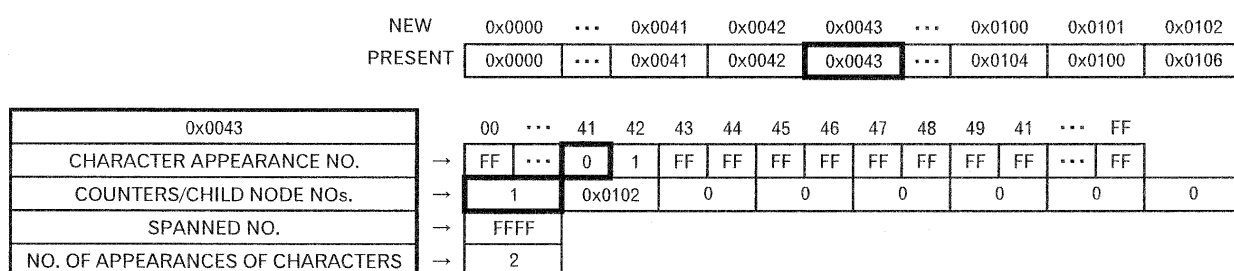 NEW 0x0000 ··· 0x0041 0x0042 0x0043 ··· 0x0100 0x0101 0x0102
PRESENT 0x0000 ··· 0x0041 0x0042 0x0043 ··· 0x0104 0x0100 0x0106
0x0043 00 ··· 41 42 43 44 45 46 47 48 49 41 ··· FF
CHARACTER APPEARANCE NO. → FF ··· 0 1 FF FF FF FF FF FF FF FF ··· FF
COUNTERS/CHILD NODE NOs. → 1 0x0102 0 0 0 0 0 0
SPANNED NO. → FFFF
NO. OF APPEARANCES OF CHARACTERS → 2